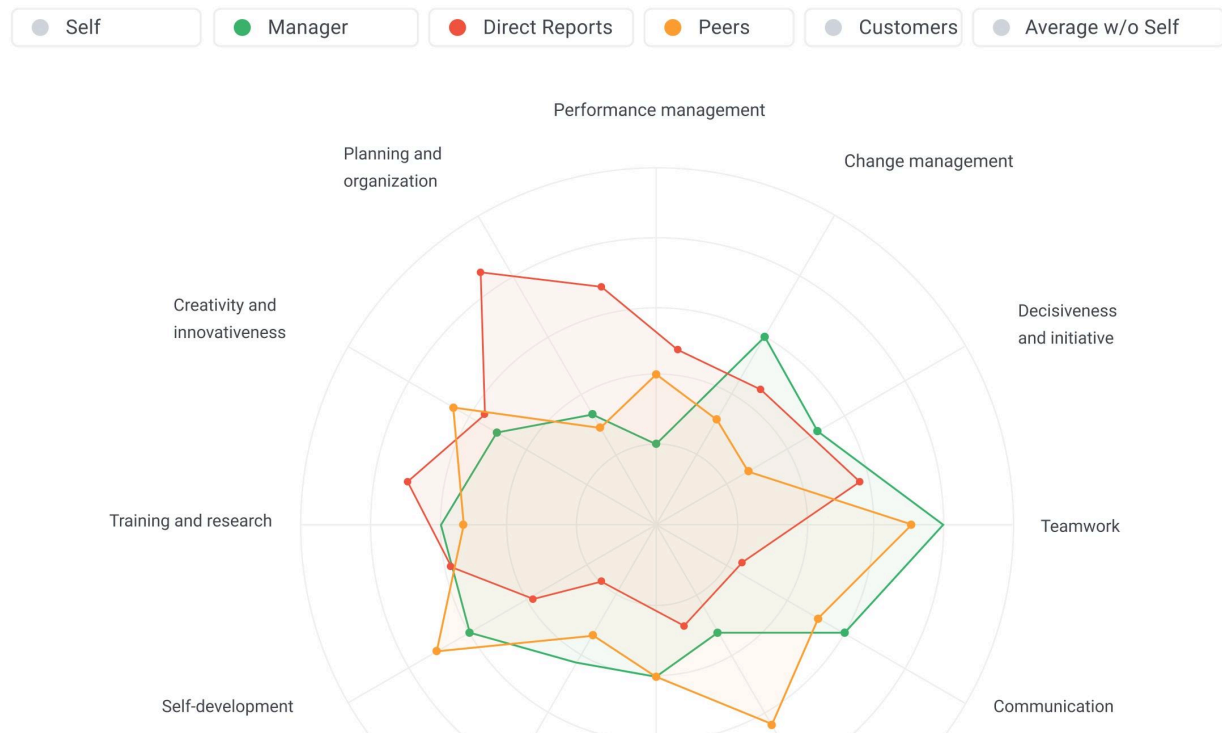 Self
Manager
Direct Reports
Peers
Customers
Average w/o Self
Performance management
Planning and
organization
Change management
Creativity and
innovativeness
Decisiveness
and initiative
Training and research
Teamwork
Self-development
Communication